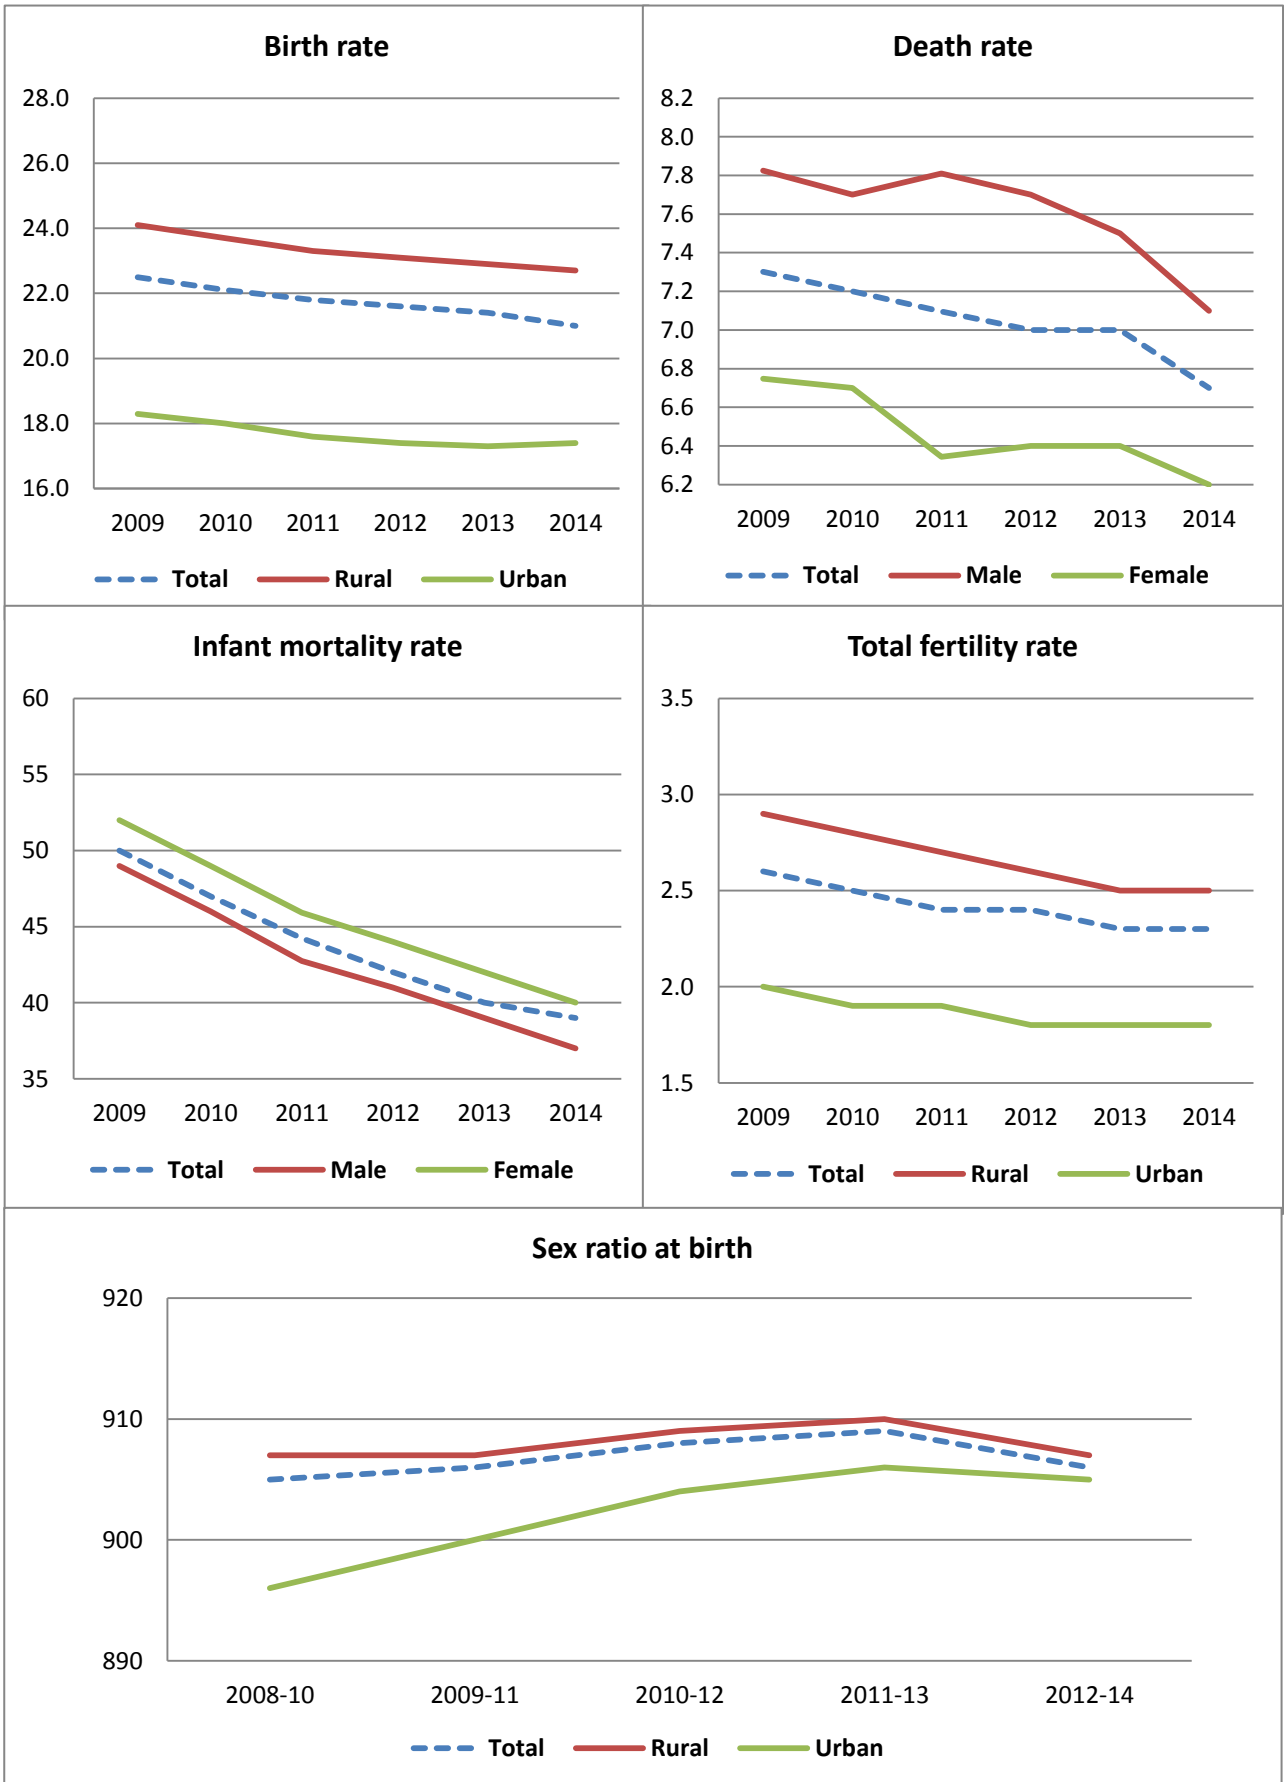 Birth rate
28.0
26.0
24.0
22.0
20.0
18.0
16.0
2009 2010 2011 2012 2013 2014
Total Rural Urban
Death rate
8.2
8.0
7.8
7.6
7.4
7.2
7.0
6.8
6.6
6.4
6.2
2009 2010 2011 2012 2013 2014
Total Male Female
Infant mortality rate
60
55
50
45
40
35
2009 2010 2011 2012 2013 2014
Total Male Female
Total fertility rate
3.5
3.0
2.5
2.0
1.5
2009 2010 2011 2012 2013 2014
Total Rural Urban
Sex ratio at birth
920
910
900
890
2008-10 2009-11 2010-12 2011-13 2012-14
Total Rural Urban